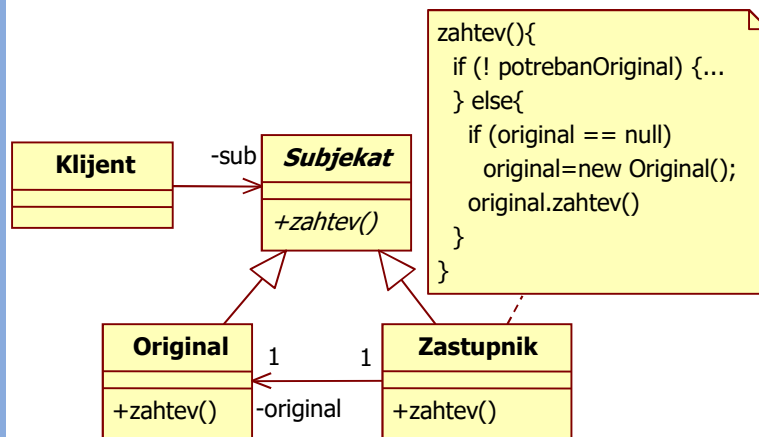 zahtev(){
if (! potrebanOriginal) {...
} else{
if (original == null)
original=new Original();
original.zahtev()
}
}
Klijent
-sub
Subjekat
+zahtev()
Original
+zahtev()
1
1
-original
Zastupnik
+zahtev()